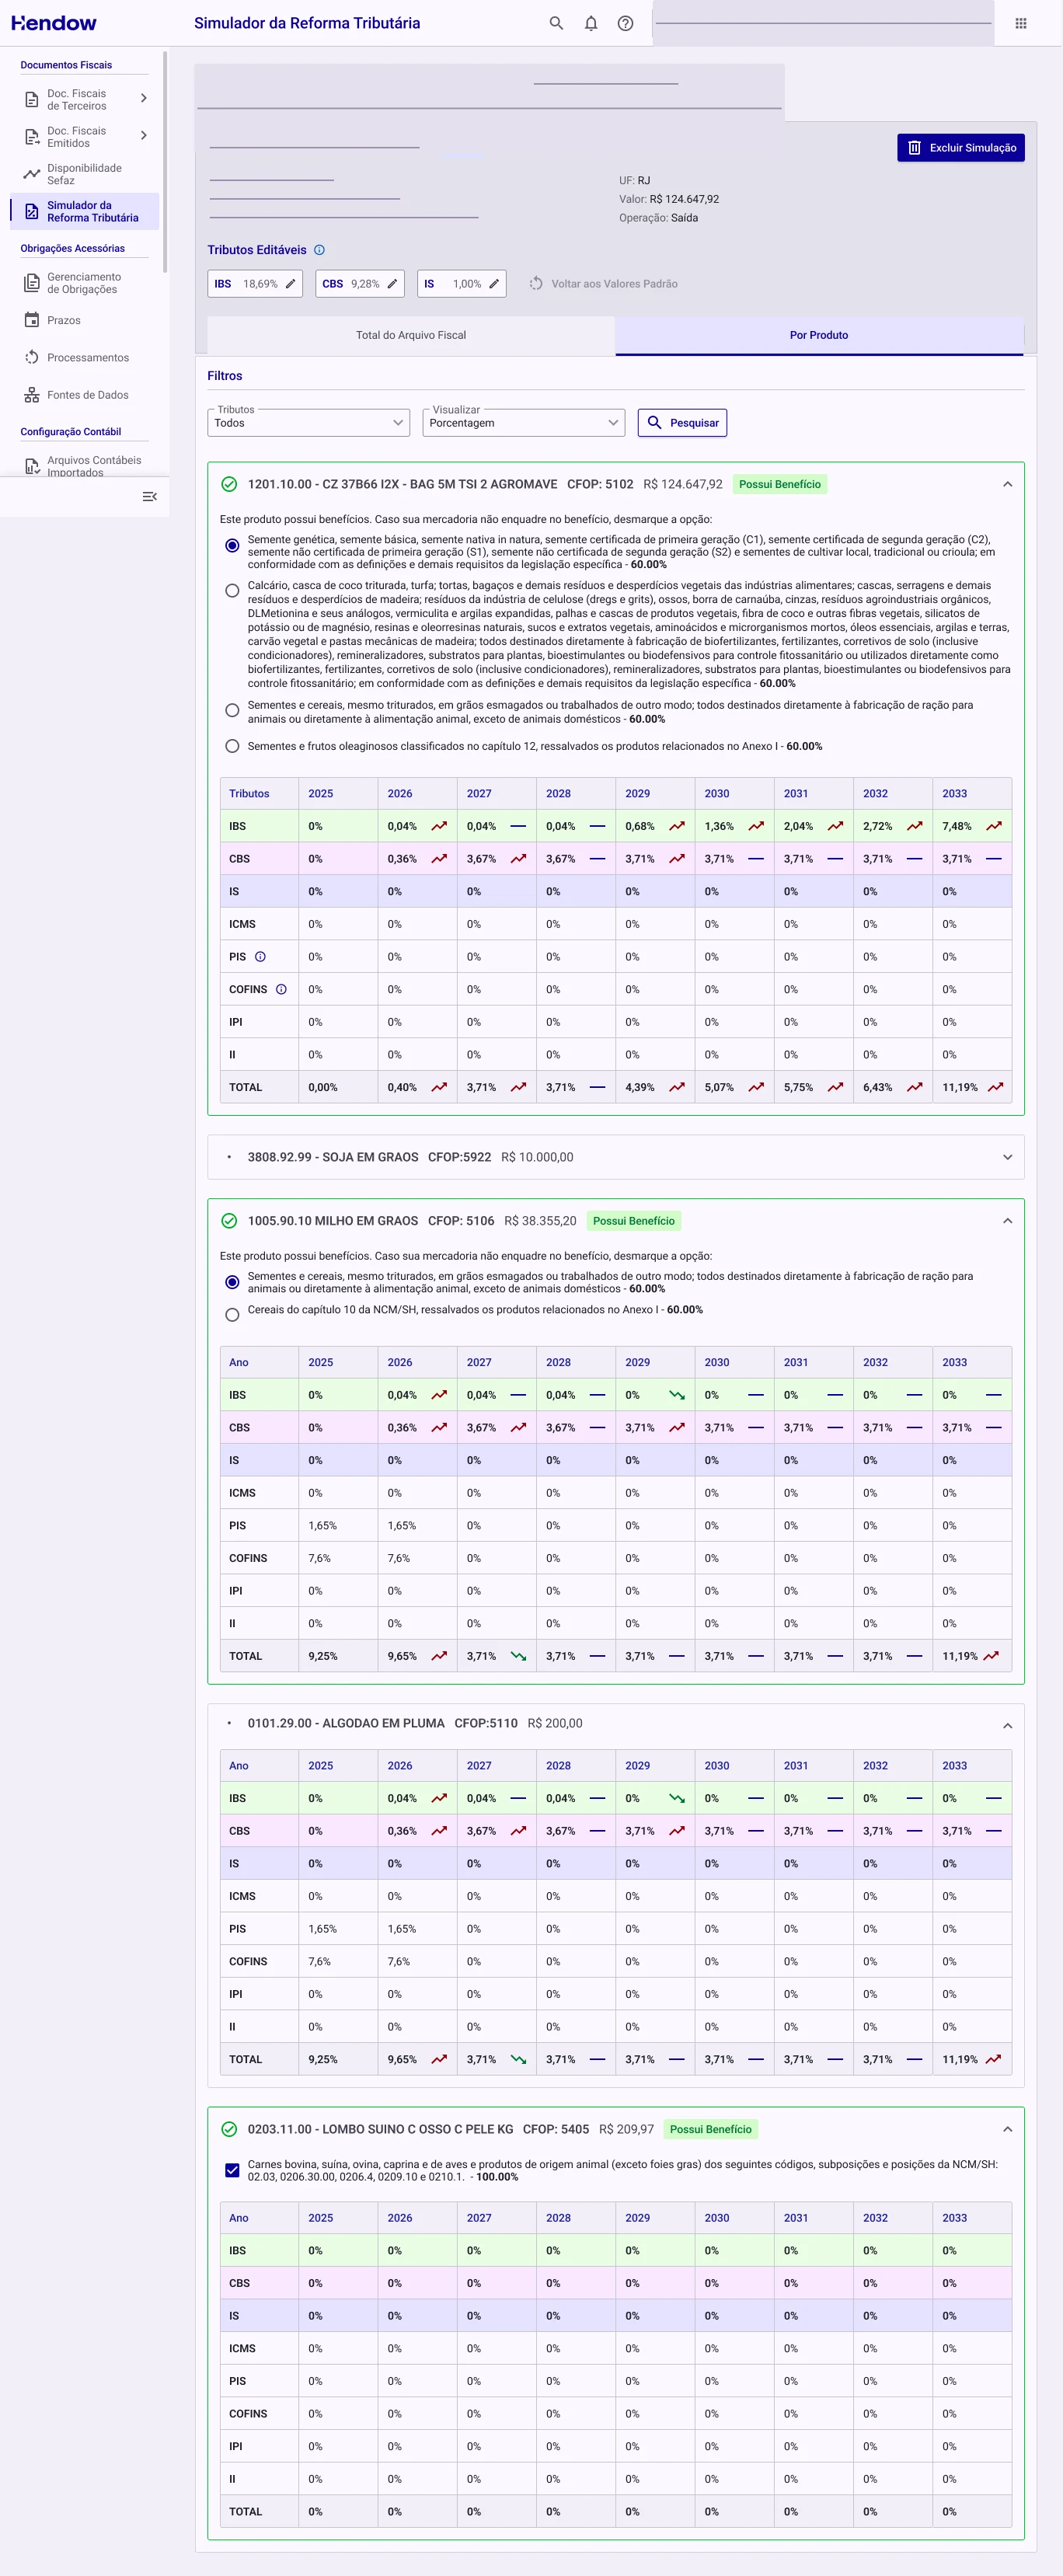 Hendow
Simulador da Reforma Tributária
Documentos Fiscais
Doc. Fiscais
de Terceiros
Doc. Fiscais
Emitidos
Disponibilidade
Sefaz
Simulador da
Reforma Tributária
Obrigações Acessórias
Gerenciamento
de Obrigações
Prazos
Processamentos
Fontes de Dados
Configuração Contábil
Arquivos Contábeis
Importados
Excluir Simulação
UF: RJ
Valor: R$ 124.647,92
Operação: Saída
Tributos Editáveis
IBS 18,69% CBS 9,28% IS 1,00% Voltar aos Valores Padrão
Total do Arquivo Fiscal Por Produto
Filtros
Tributos Visualizar
Todos Porcentagem Pesquisar
1201.10.00 - CZ 37B66 I2X - BAG 5M TSI 2 AGROMAVE CFOP: 5102 R$ 124.647,92 Possui Benefício
Este produto possui benefícios. Caso sua mercadoria não enquadre no benefício, desmarque a opção:
Semente genética, semente básica, semente nativa in natura, semente certificada de primeira geração (C1), semente certificada de segunda geração (C2),
semente não certificada de primeira geração (S1), semente não certificada de segunda geração (S2) e sementes de cultivar local, tradicional ou crioula; em
conformidade com as definições e demais requisitos da legislação específica - 60.00%
Calcário, casca de coco triturada, turfa; tortas, bagaços e demais resíduos e desperdícios vegetais das indústrias alimentares; cascas, serragens e demais
resíduos e desperdícios de madeira; resíduos da indústria de celulose (dregs e grits), ossos, borra de carnaúba, cinzas, resíduos agroindustriais orgânicos,
DLMetionina e seus análogos, vermiculita e argilas expandidas, palhas e cascas de produtos vegetais, fibra de coco e outras fibras vegetais, silicatos de
potássio ou de magnésio, resinas e oleorresinas naturais, sucos e extratos vegetais, aminoácidos e microrganismos mortos, óleos essenciais, argilas e terras,
carvão vegetal e pastas mecânicas de madeira; todos destinados diretamente à fabricação de biofertilizantes, fertilizantes, corretivos de solo (inclusive
condicionadores), remineralizadores, substratos para plantas, bioestimulantes ou biodefensivos para controle fitossanitário ou utilizados diretamente como
biofertilizantes, fertilizantes, corretivos de solo (inclusive condicionadores), remineralizadores, substratos para plantas, bioestimulantes ou biodefensivos para
controle fitossanitário; em conformidade com as definições e demais requisitos da legislação específica - 60.00%
Sementes e cereais, mesmo triturados, em grãos esmagados ou trabalhados de outro modo; todos destinados diretamente à fabricação de ração para
animais ou diretamente à alimentação animal, exceto de animais domésticos - 60.00%
Sementes e frutos oleaginosos classificados no capítulo 12, ressalvados os produtos relacionados no Anexo I - 60.00%
Tributos 2025 2026 2027 2028 2029 2030 2031 2032 2033
IBS 0% 0,04% 0,04% 0,04% 0,68% 1,36% 2,04% 2,72% 7,48%
CBS 0% 0,36% 3,67% 3,67% 3,71% 3,71% 3,71% 3,71% 3,71%
IS 0% 0% 0% 0% 0% 0% 0% 0% 0%
ICMS 0% 0% 0% 0% 0% 0% 0% 0% 0%
PIS 0% 0% 0% 0% 0% 0% 0% 0% 0%
COFINS 0% 0% 0% 0% 0% 0% 0% 0% 0%
IPI 0% 0% 0% 0% 0% 0% 0% 0% 0%
II 0% 0% 0% 0% 0% 0% 0% 0% 0%
TOTAL 0,00% 0,40% 3,71% 3,71% 4,39% 5,07% 5,75% 6,43% 11,19%
3808.92.99 - SOJA EM GRAOS CFOP:5922 R$ 10.000,00
1005.90.10 MILHO EM GRAOS CFOP: 5106 R$ 38.355,20 Possui Benefício
Este produto possui benefícios. Caso sua mercadoria não enquadre no benefício, desmarque a opção:
Sementes e cereais, mesmo triturados, em grãos esmagados ou trabalhados de outro modo; todos destinados diretamente à fabricação de ração para
animais ou diretamente à alimentação animal, exceto de animais domésticos - 60.00%
Cereais do capítulo 10 da NCM/SH, ressalvados os produtos relacionados no Anexo I - 60.00%
Ano 2025 2026 2027 2028 2029 2030 2031 2032 2033
IBS 0% 0,04% 0,04% 0,04% 0% 0% 0% 0% 0%
CBS 0% 0,36% 3,67% 3,67% 3,71% 3,71% 3,71% 3,71% 3,71%
IS 0% 0% 0% 0% 0% 0% 0% 0% 0%
ICMS 0% 0% 0% 0% 0% 0% 0% 0% 0%
PIS 1,65% 1,65% 0% 0% 0% 0% 0% 0% 0%
COFINS 7,6% 7,6% 0% 0% 0% 0% 0% 0% 0%
IPI 0% 0% 0% 0% 0% 0% 0% 0% 0%
II 0% 0% 0% 0% 0% 0% 0% 0% 0%
TOTAL 9,25% 9,65% 3,71% 3,71% 3,71% 3,71% 3,71% 3,71% 11,19%
0101.29.00 - ALGODAO EM PLUMA CFOP:5110 R$ 200,00
Ano 2025 2026 2027 2028 2029 2030 2031 2032 2033
IBS 0% 0,04% 0,04% 0,04% 0% 0% 0% 0% 0%
CBS 0% 0,36% 3,67% 3,67% 3,71% 3,71% 3,71% 3,71% 3,71%
IS 0% 0% 0% 0% 0% 0% 0% 0% 0%
ICMS 0% 0% 0% 0% 0% 0% 0% 0% 0%
PIS 1,65% 1,65% 0% 0% 0% 0% 0% 0% 0%
COFINS 7,6% 7,6% 0% 0% 0% 0% 0% 0% 0%
IPI 0% 0% 0% 0% 0% 0% 0% 0% 0%
II 0% 0% 0% 0% 0% 0% 0% 0% 0%
TOTAL 9,25% 9,65% 3,71% 3,71% 3,71% 3,71% 3,71% 3,71% 11,19%
0203.11.00 - LOMBO SUINO C OSSO C PELE KG CFOP: 5405 R$ 209,97 Possui Benefício
Carnes bovina, suína, ovina, caprina e de aves e produtos de origem animal (exceto foies gras) dos seguintes códigos, subposições e posições da NCM/SH:
02.03, 0206.30.00, 0206.4, 0209.10 e 0210.1. - 100.00%
Ano 2025 2026 2027 2028 2029 2030 2031 2032 2033
IBS 0% 0% 0% 0% 0% 0% 0% 0% 0%
CBS 0% 0% 0% 0% 0% 0% 0% 0% 0%
IS 0% 0% 0% 0% 0% 0% 0% 0% 0%
ICMS 0% 0% 0% 0% 0% 0% 0% 0% 0%
PIS 0% 0% 0% 0% 0% 0% 0% 0% 0%
COFINS 0% 0% 0% 0% 0% 0% 0% 0% 0%
IPI 0% 0% 0% 0% 0% 0% 0% 0% 0%
II 0% 0% 0% 0% 0% 0% 0% 0% 0%
TOTAL 0% 0% 0% 0% 0% 0% 0% 0% 0%